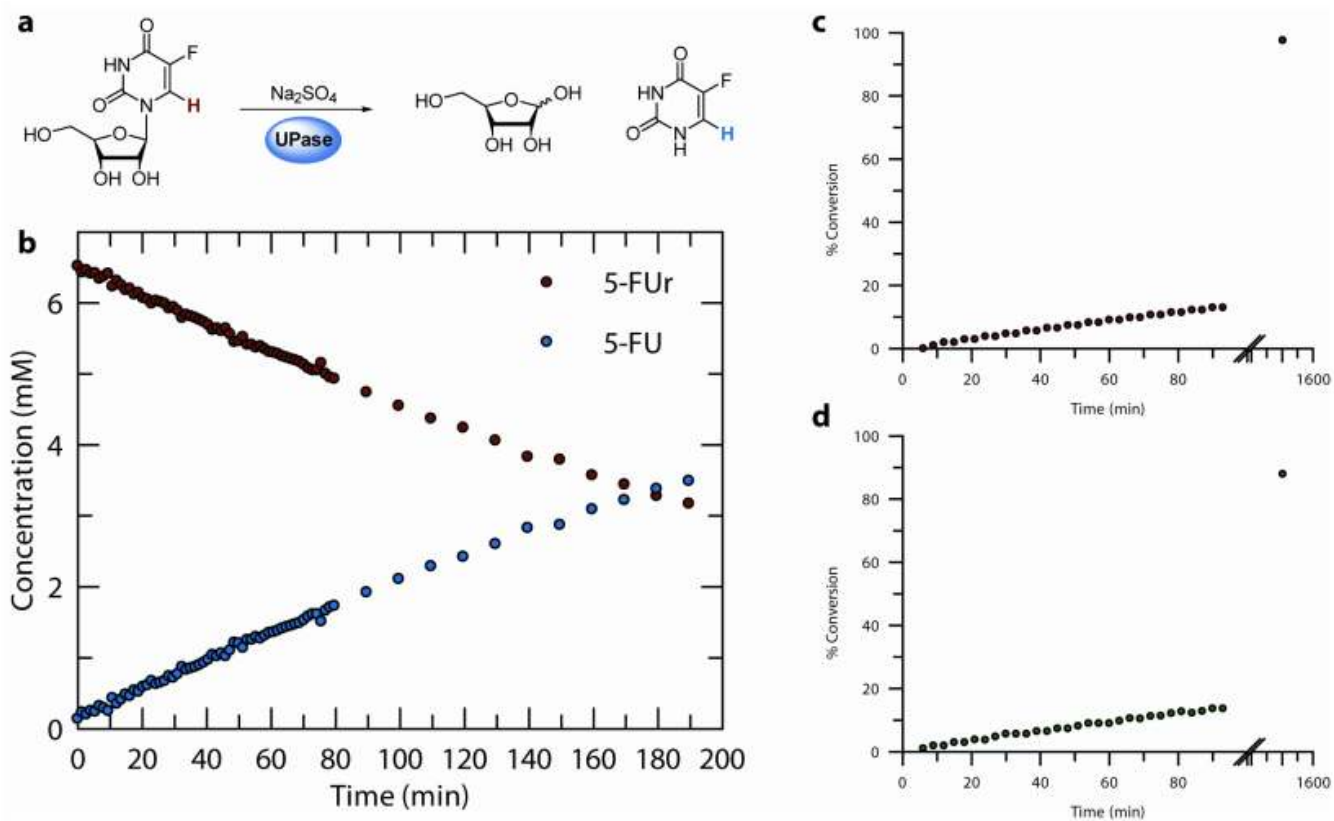 a
O
HN
F
O
N
H
HO
O
OH
OH
Na2SO4
UPase
HO
O
OH
OH
OH
O
HN
F
O
N
H
H
b
6
4
2
0
Concentration (mM)
5-FUr
5-FU
0 20 40 60 80 100 120 140 160 180 200
Time (min)
c
100
80
60
40
20
0
% Conversion
0 20 40 60 80 1600
Time (min)
d
100
80
60
40
20
0
% Conversion
0 20 40 60 80 1600
Time (min)